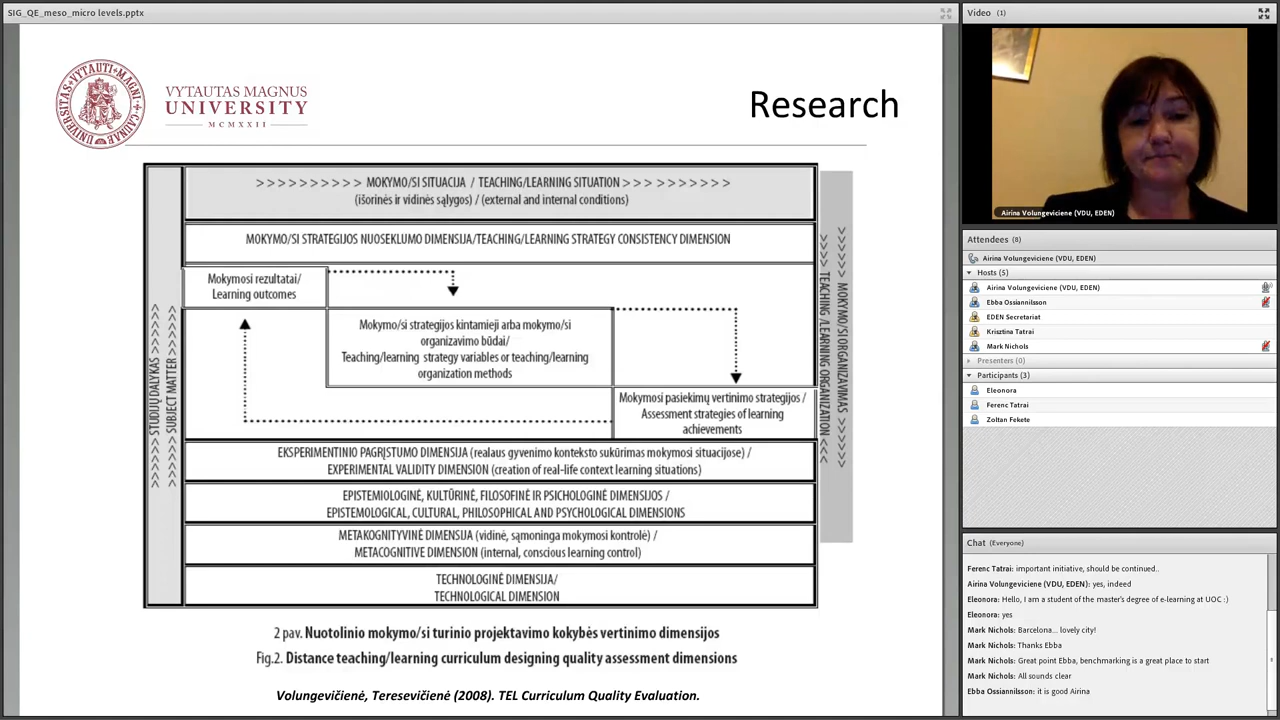 SIG_QE_meso_micro levels.pptx
VYTAUTAS MAGNUS
UNIVERSITY
MCMXXII
Research
>>>>>>>>>> MOKYMO/SI SITUACIJA / TEACHING/LEARNING SITUATION >>>>>>>>>>
(išorinės ir vidinės sąlygos) / (external and internal conditions)
MOKYMO/SI STRATEGIJOS NUOSEKLUMO DIMENSIJA/TEACHING/LEARNING STRATEGY CONSISTENCY DIMENSION
Mokymosi rezultatai/
Learning outcomes
Mokymo/si strategijos kintamieji arba mokymo/si
organizavimo būdai/
Teaching/learning strategy variables or teaching/learning
organization methods
Mokymosi pasiekimų vertinimo strategijos /
Assessment strategies of learning
achievements
EKSPERIMENTINIO PAGRĮSTUMO DIMENSIJA (realaus gyvenimo konteksto sukūrimas mokymosi situacijose) /
EXPERIMENTAL VALIDITY DIMENSION (creation of real-life context learning situations)
EPISTEMIOLOGINĖ, KULTŪRINĖ, FILOSOFINĖ IR PSICHOLOGINĖ DIMENSIJOS /
EPISTEMOLOGICAL, CULTURAL, PHILOSOPHICAL AND PSYCHOLOGICAL DIMENSIONS
METAKOGNITYVINĖ DIMENSIJA (vidinė, sąmoninga mokymosi kontrolė) /
METACOGNITIVE DIMENSION (internal, conscious learning control)
TECHNOLOGINĖ DIMENSIJA/
TECHNOLOGICAL DIMENSION
>>>>> STUDIJŲ DALYKAS >>>>>
>>>>> SUBJECT MATTER >>>>>
>>>> TEACHING /LEARNING ORGANIZATION >>>
>>>>>> MOKYMO/SI ORGANIZAVIMAS >>>>>>
2 pav. Nuotolinio mokymo/si turinio projektavimo kokybės vertinimo dimensijos
Fig.2. Distance teaching/learning curriculum designing quality assessment dimensions
Volungevičienė, Teresevičienė (2008). TEL Curriculum Quality Evaluation.
Video (1)
Airina Volungeviciene (VDU, EDEN)
Attendees (8)
Airina Volungeviciene (VDU, EDEN)
Hosts (5)
Airina Volungeviciene (VDU, EDEN)
Ebba Ossiannilsson
EDEN Secretariat
Krisztina Tatrai
Mark Nichols
Presenters (0)
Participants (3)
Eleonora
Ferenc Tatrai
Zoltan Fekete
Chat (Everyone)
Ferenc Tatrai: important initiative, should be continued..
Airina Volungeviciene (VDU, EDEN): yes, indeed
Eleonora: Hello, I am a student of the master's degree of e-learning at UOC :)
Eleonora: yes
Mark Nichols: Barcelona... lovely city!
Mark Nichols: Thanks Ebba
Mark Nichols: Great point Ebba, benchmarking is a great place to start
Mark Nichols: All sounds clear
Ebba Ossiannilsson: it is good Airina